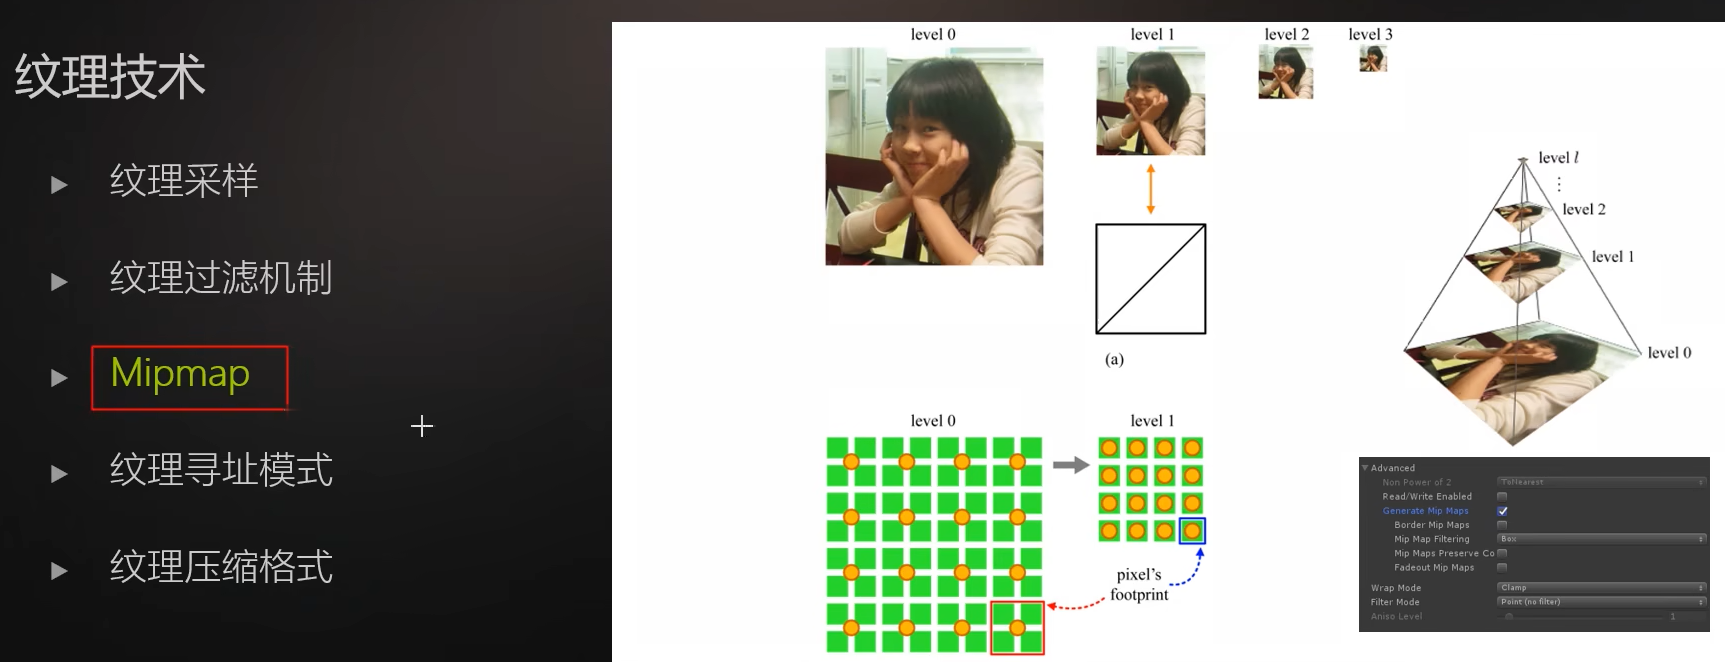 纹理技术
纹理采样
纹理过滤机制
Mipmap
纹理寻址模式
纹理压缩格式
level 0
level 1
level 2
level 3
(a)
level l
level 2
level 1
level 0
level 0
level 1
pixel's
footprint
Advanced
Non Power of 2 ToNearest
Read/Write Enabled
Generate Mip Maps
Border Mip Maps
Mip Map Filtering Box
Mip Maps Preserve Co
Fadeout Mip Maps
Wrap Mode Clamp
Filter Mode Point (no filter)
Aniso Level 1